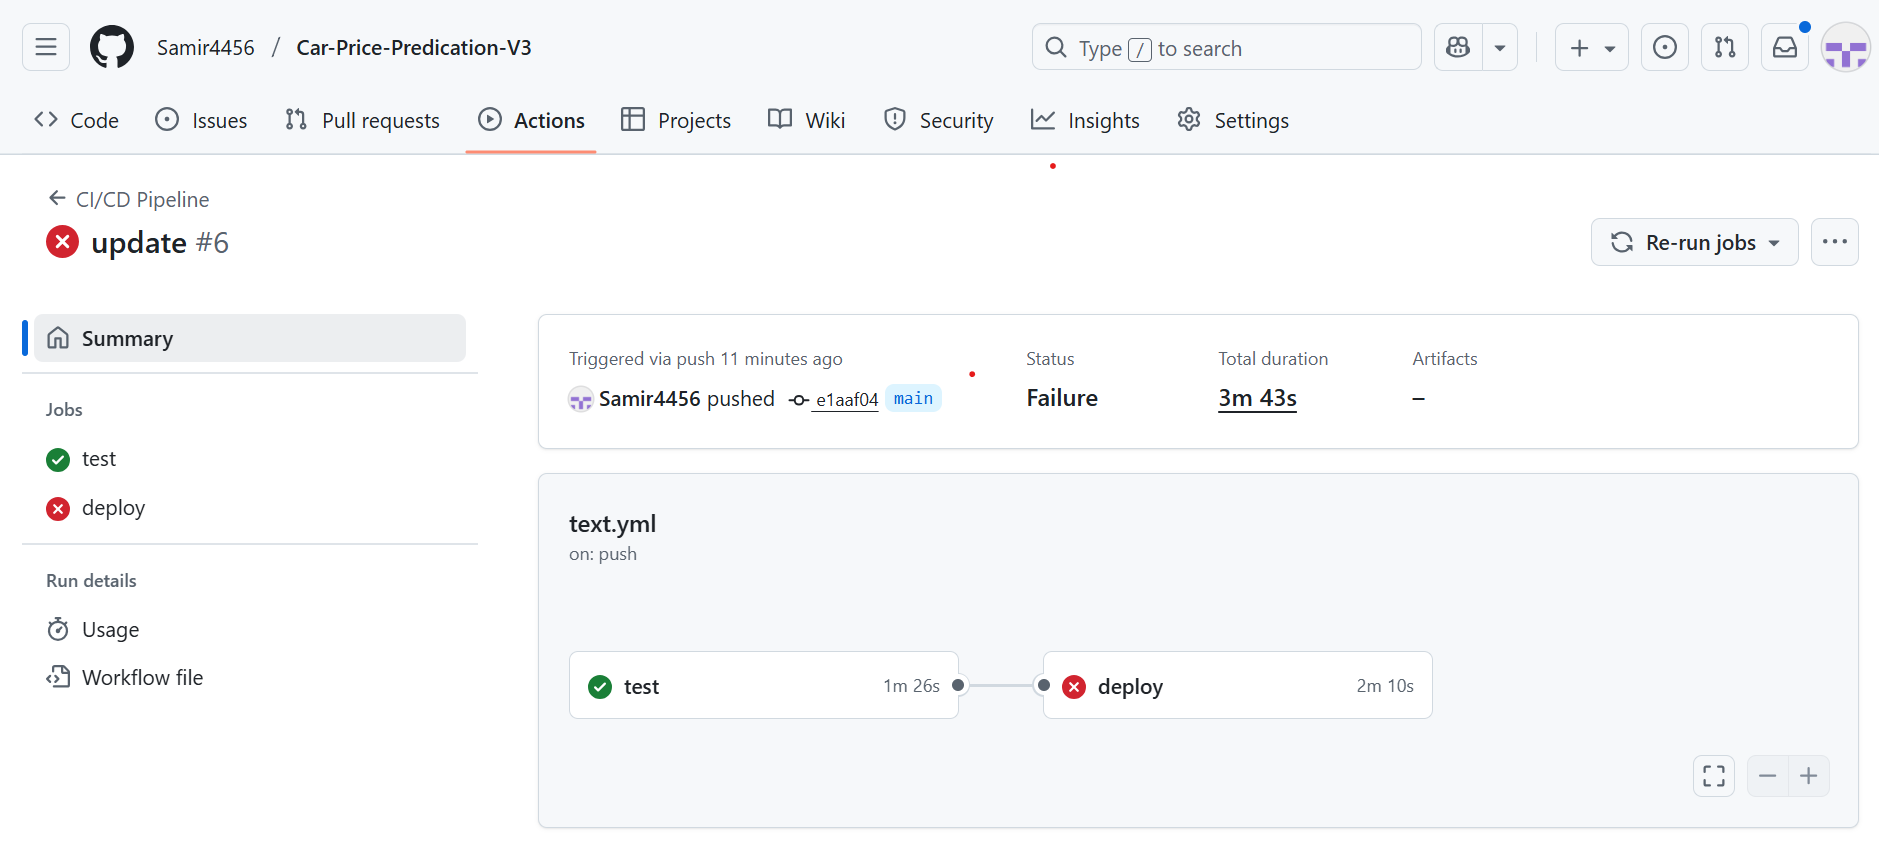 Samir4456 / Car-Price-Predication-V3
Type / to search
Code Issues Pull requests Actions Projects Wiki Security Insights Settings
CI/CD Pipeline
update #6
Re-run jobs
Summary
Jobs
test
deploy
Run details
Usage
Workflow file
Triggered via push 11 minutes ago
Samir4456 pushed e1aaf04 main
Status
Failure
Total duration
3m 43s
Artifacts
–
text.yml
on: push
test 1m 26s
deploy 2m 10s